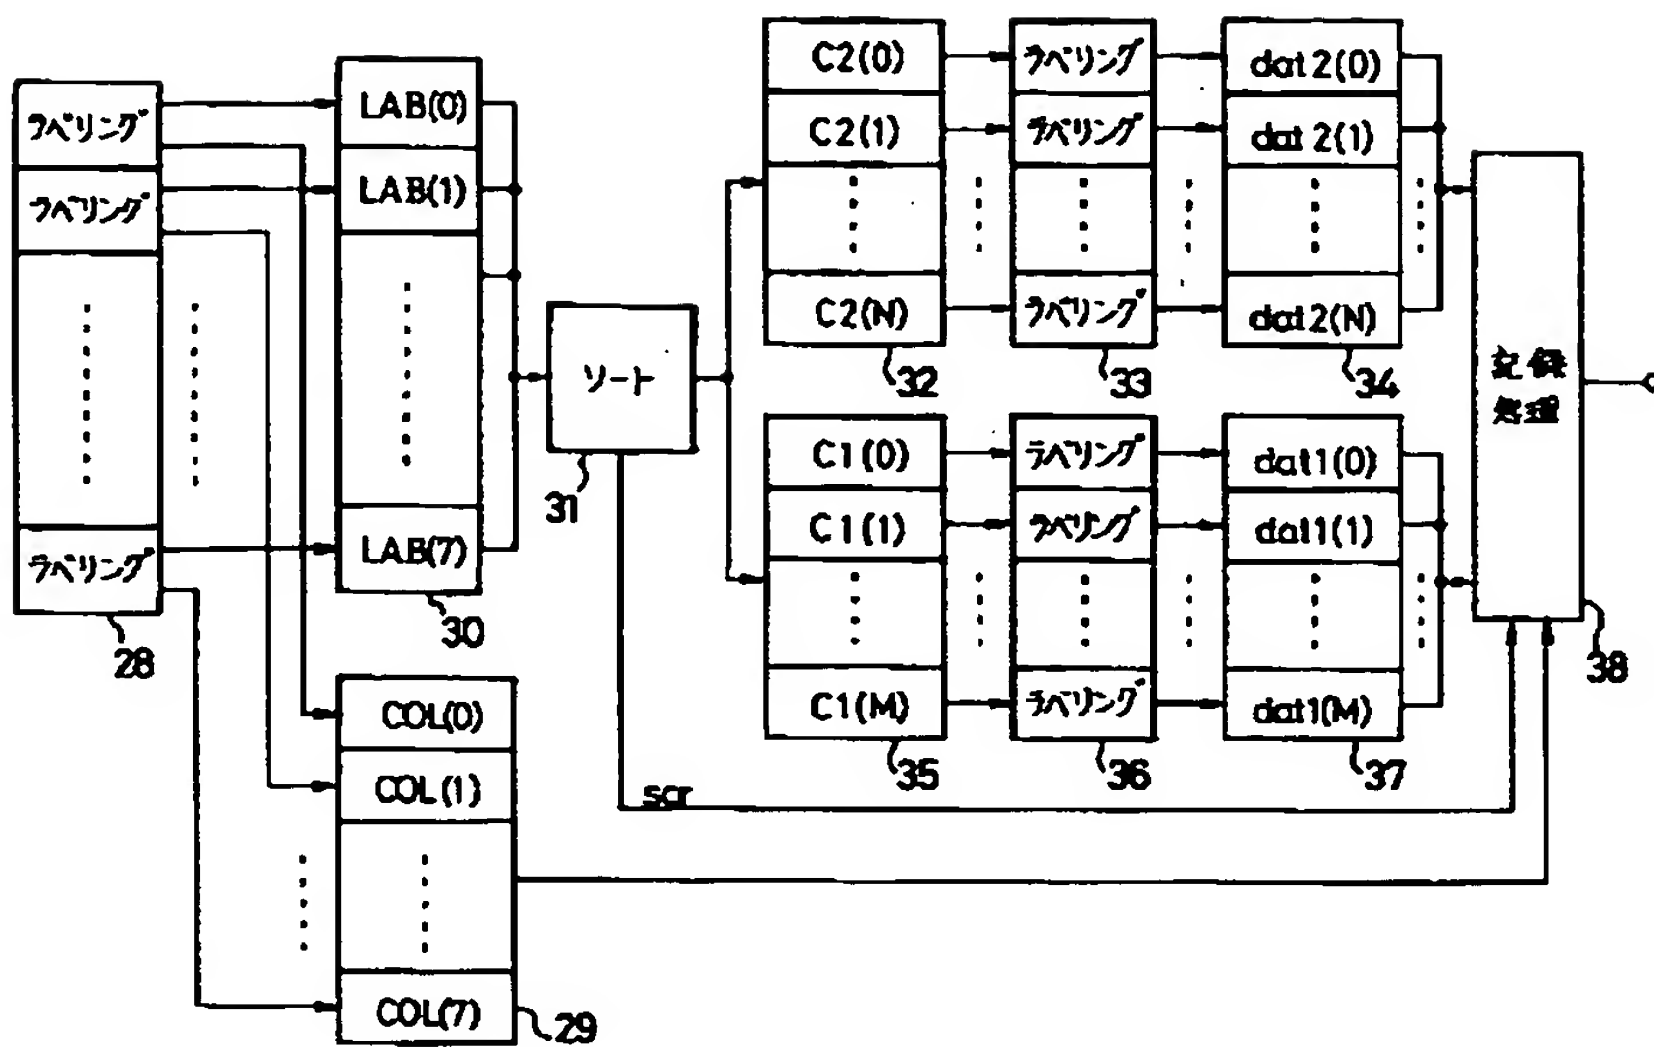 ラベリング
ラベリング
ラベリング
28
LAB(0)
LAB(1)
LAB(7)
30
COL(0)
COL(1)
COL(7)
29
ソート
31
scr
C2(0)
C2(1)
C2(N)
32
ラベリング
ラベリング
ラベリング
33
dat2(0)
dat2(1)
dat2(N)
34
C1(0)
C1(1)
C1(M)
35
ラベリング
ラベリング
ラベリング
36
dat1(0)
dat1(1)
dat1(M)
37
記録
処理
38